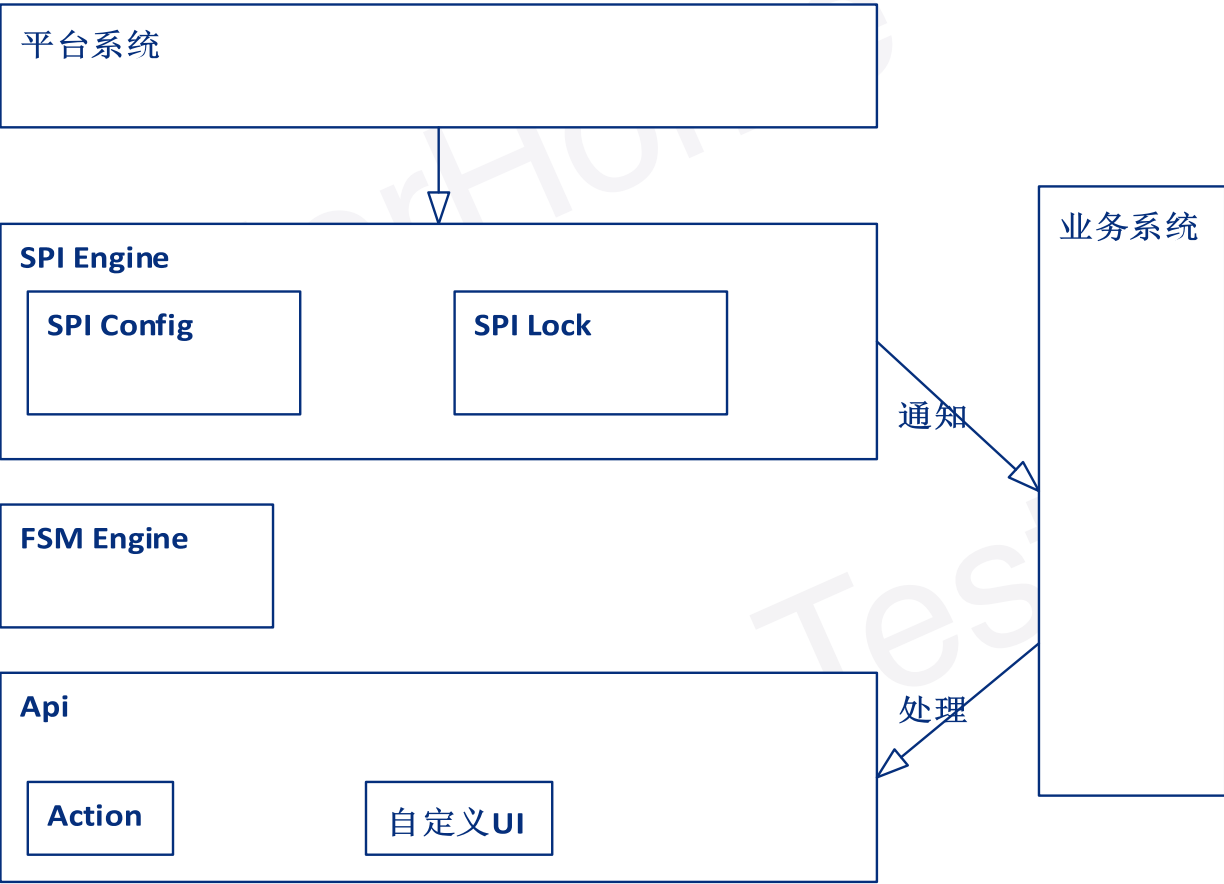 平台系统
SPI Engine
SPI Config
SPI Lock
业务系统
通知
FSM Engine
Api
处理
Action
自定义UI